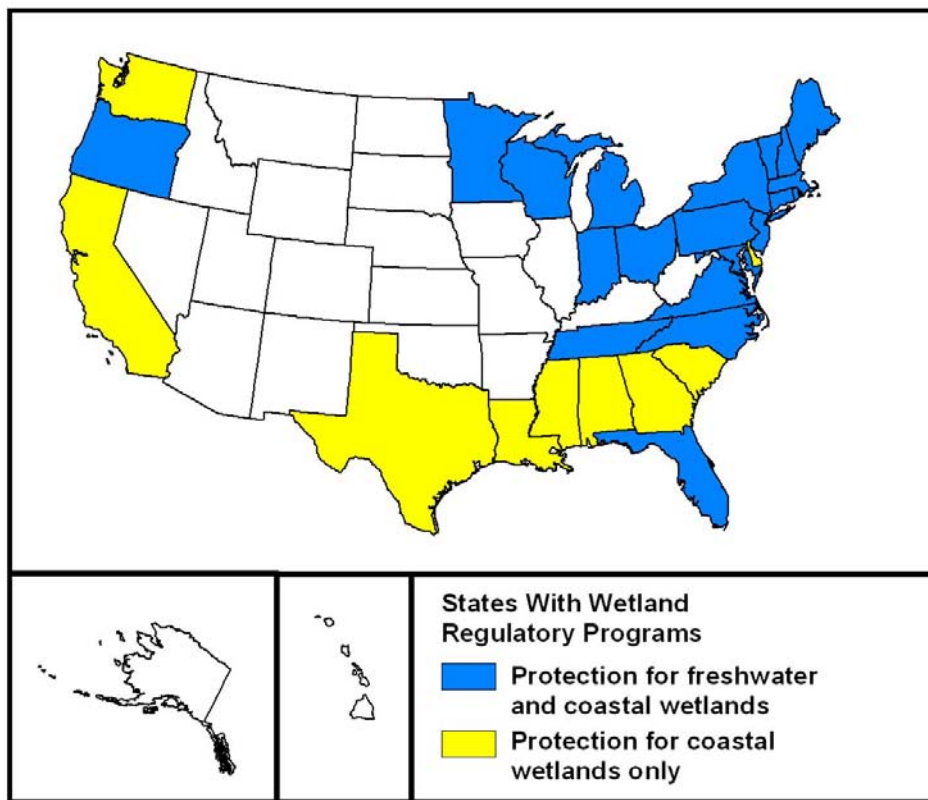 States With Wetland
Regulatory Programs
Protection for freshwater
and coastal wetlands
Protection for coastal
wetlands only